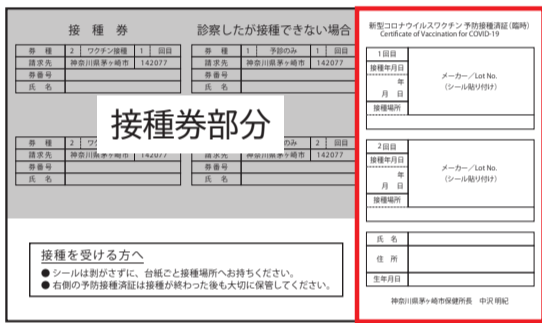 接種券
診察したが接種できない場合
券 種 2 ワクチン接種 1 回目
請求先 神奈川県茅ヶ崎市 142077
券番号
氏 名
券 種 1 予診のみ 1 回目
請求先 神奈川県茅ヶ崎市 142077
券番号
氏 名
接種券部分
券 種 2 ワク 2 回目
請求先 神奈川県茅ヶ崎市 142077
券番号
氏 名
のみ 2 回目
請求先 神奈川県茅ヶ崎市 142077
券番号
氏 名
接種を受ける方へ
● シールは剥がさずに、台紙ごと接種場所へお持ちください。
● 右側の予防接種済証は接種が終わった後も大切に保管してください。
新型コロナウイルスワクチン 予防接種済証(臨時)
Certificate of Vaccination for COVID-19
1回目
接種年月日
年
月 日
接種場所
メーカー/Lot No.
(シール貼り付け)
2回目
接種年月日
年
月 日
接種場所
メーカー/Lot No.
(シール貼り付け)
氏 名
住 所
生年月日
神奈川県茅ヶ崎市保健所長 中沢 明紀